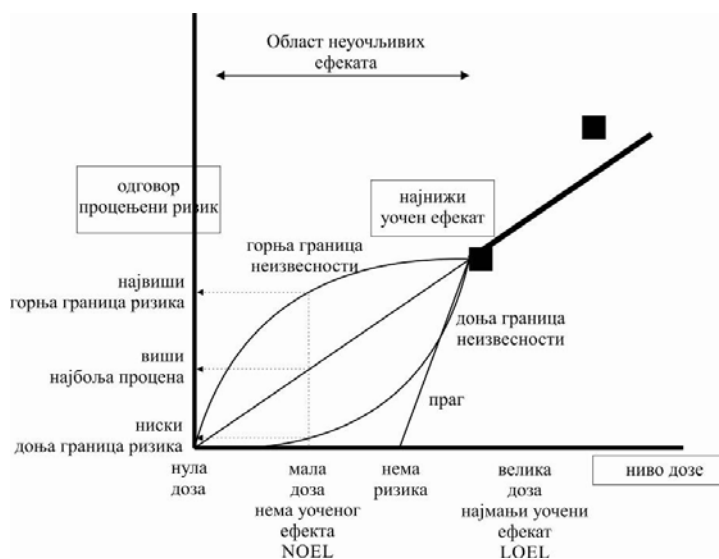 Област неуочљивих
ефеката
одговор
процењени ризик
најнижи
уочен ефекат
горња граница
неизвесности
највиши
горња граница ризика
доња граница
неизвесности
виши
најбоља процена
праг
ниски
доња граница ризика
нула
доза
мала
доза
нема уоченог
ефекта
NOEL
нема
ризика
велика
доза
најмањи уочени
ефекат
LOEL
ниво дозе